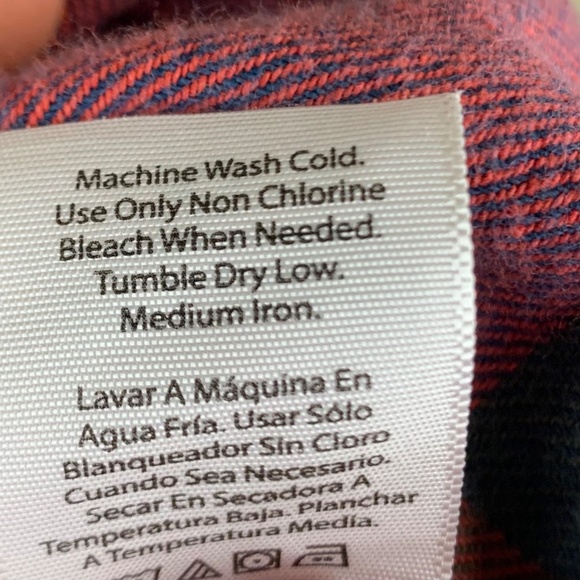 Machine Wash Cold.
Use Only Non Chlorine
Bleach When Needed.
Tumble Dry Low.
Medium Iron.
Lavar A Máquina En
Agua Fría. Usar Sólo
Blanqueador Sin Cloro
Cuando Sea Necesario.
Secar En Secadora A
Temperatura Baja. Planchar
A Temperatura Media.